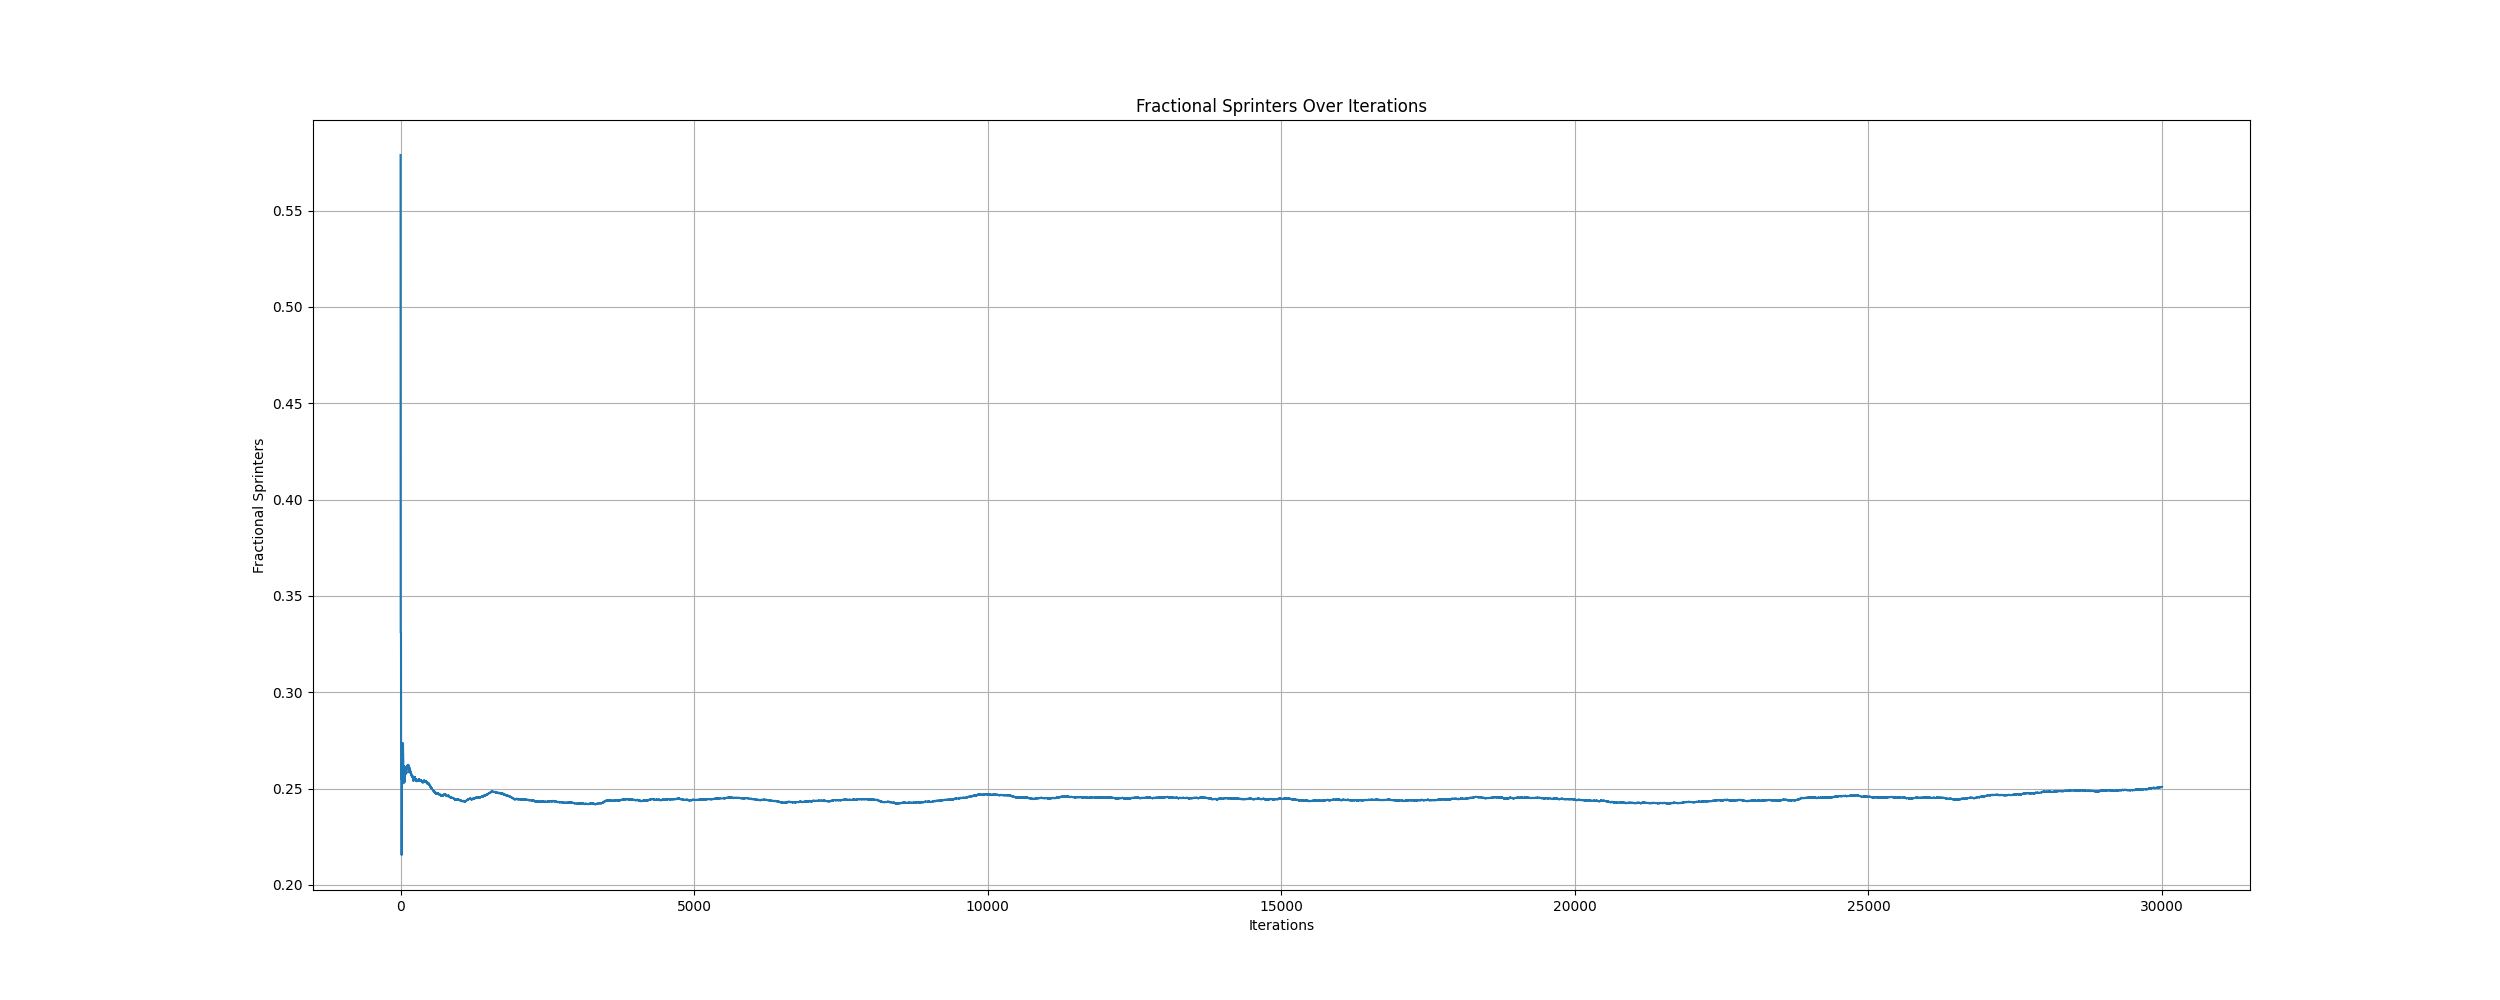 Fractional Sprinters Over Iterations
Fractional Sprinters
0.55
0.50
0.45
0.40
0.35
0.30
0.25
0.20
0 5000 10000 15000 20000 25000 30000
Iterations